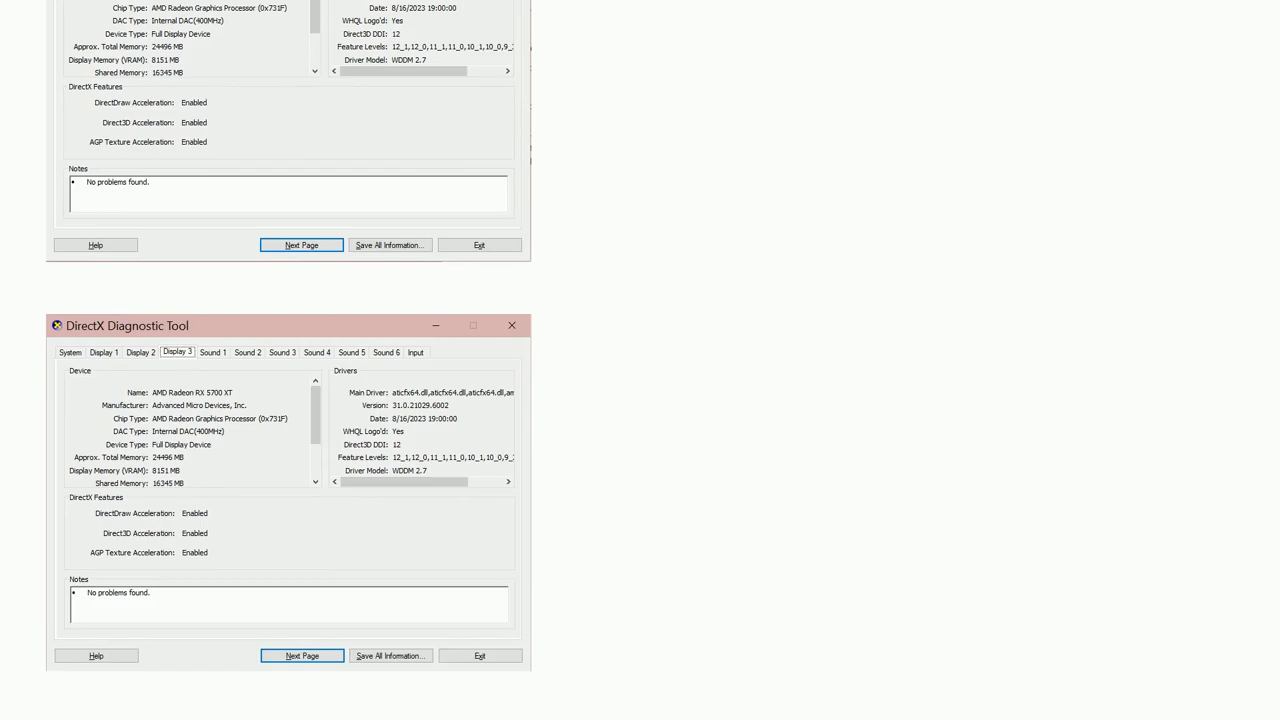 Chip Type: AMD Radeon Graphics Processor (0x731F)
DAC Type: Internal DAC(400MHz)
Device Type: Full Display Device
Approx. Total Memory: 24496 MB
Display Memory (VRAM): 8151 MB
Shared Memory: 16345 MB
Date: 8/16/2023 19:00:00
WHQL Logo'd: Yes
Direct3D DDI: 12
Feature Levels: 12_1,12_0,11_1,11_0,10_1,10_0,9_
Driver Model: WDDM 2.7
DirectX Features
DirectDraw Acceleration: Enabled
Direct3D Acceleration: Enabled
AGP Texture Acceleration: Enabled
Notes
• No problems found.
Help Next Page Save All Information... Exit
DirectX Diagnostic Tool
System Display 1 Display 2 Display 3 Sound 1 Sound 2 Sound 3 Sound 4 Sound 5 Sound 6 Input
Device
Name: AMD Radeon RX 5700 XT
Manufacturer: Advanced Micro Devices, Inc.
Chip Type: AMD Radeon Graphics Processor (0x731F)
DAC Type: Internal DAC(400MHz)
Device Type: Full Display Device
Approx. Total Memory: 24496 MB
Display Memory (VRAM): 8151 MB
Shared Memory: 16345 MB
Drivers
Main Driver: aticfx64.dl,aticfx64.dl,aticfx64.dl,am
Version: 31.0.21029.6002
Date: 8/16/2023 19:00:00
WHQL Logo'd: Yes
Direct3D DDI: 12
Feature Levels: 12_1,12_0,11_1,11_0,10_1,10_0,9_
Driver Model: WDDM 2.7
DirectX Features
DirectDraw Acceleration: Enabled
Direct3D Acceleration: Enabled
AGP Texture Acceleration: Enabled
Notes
• No problems found.
Help Next Page Save All Information... Exit